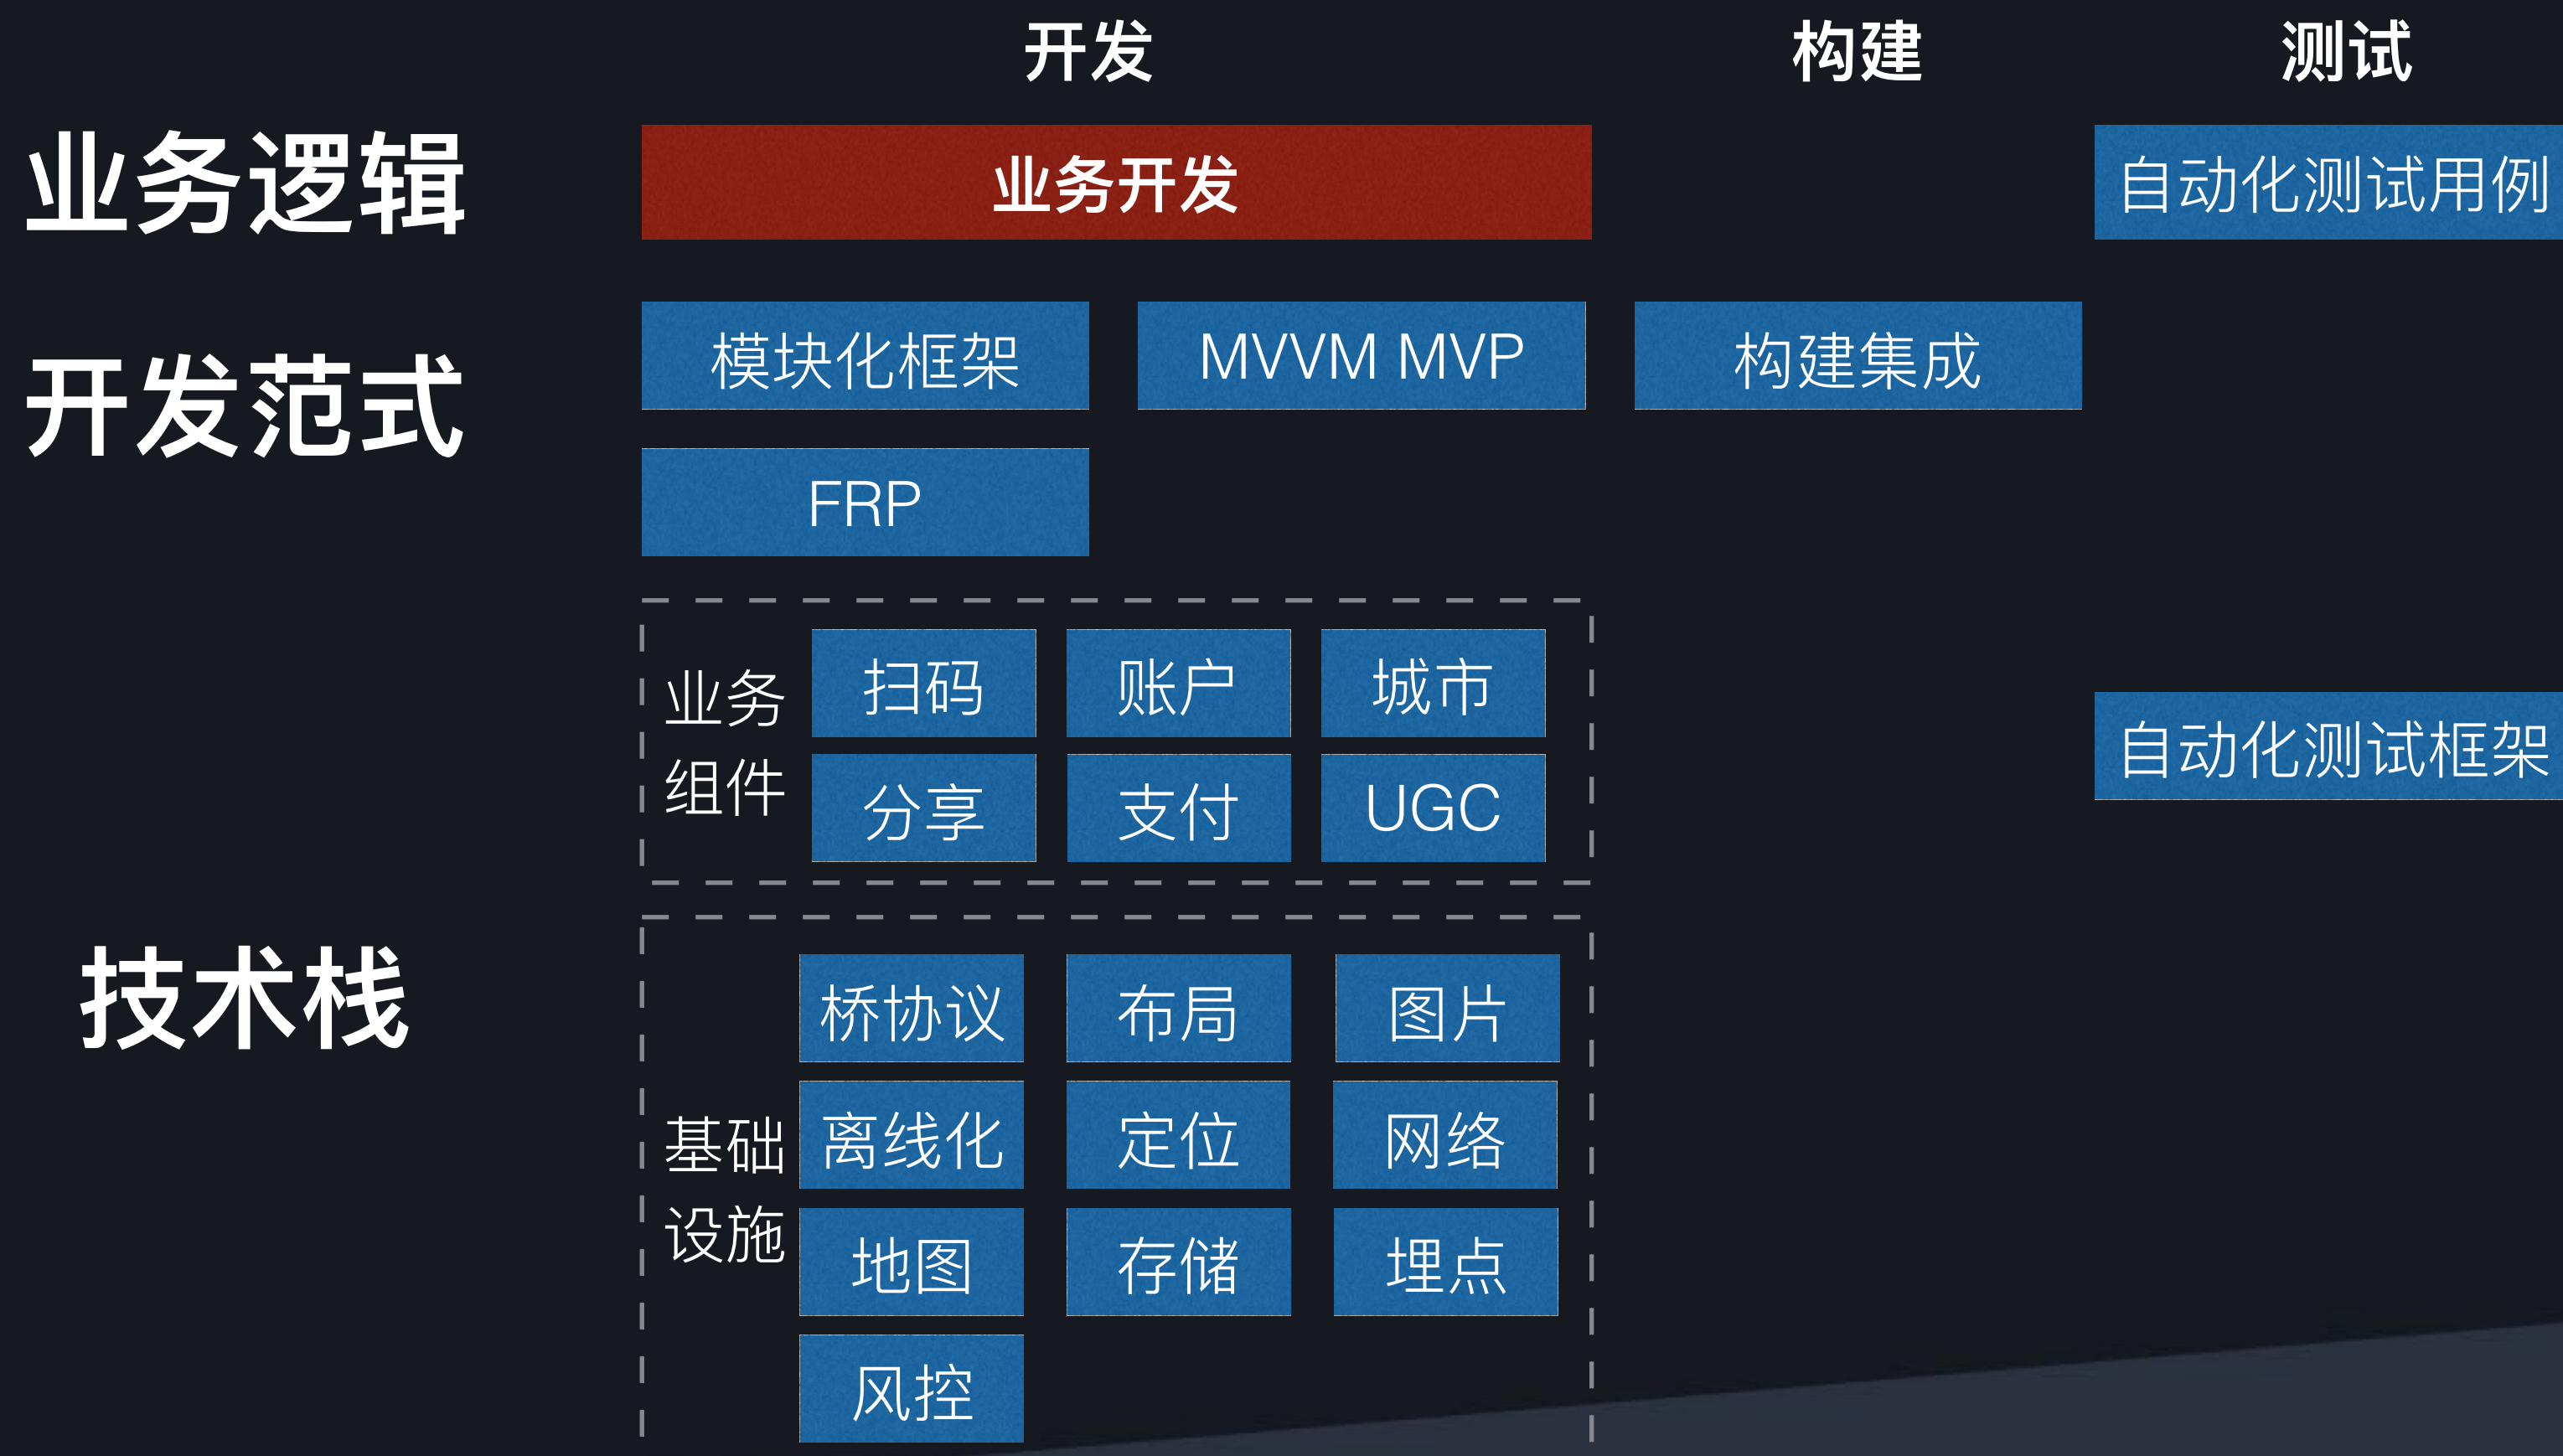 开发 构建 测试
业务逻辑 业务开发 自动化测试用例
开发范式 模块化框架 MVVM MVP 构建集成
FRP
业务
组件
扫码 账户 城市
分享 支付 UGC
自动化测试框架
技术栈
基础
设施
桥协议 布局 图片
离线化 定位 网络
地图 存储 埋点
风控